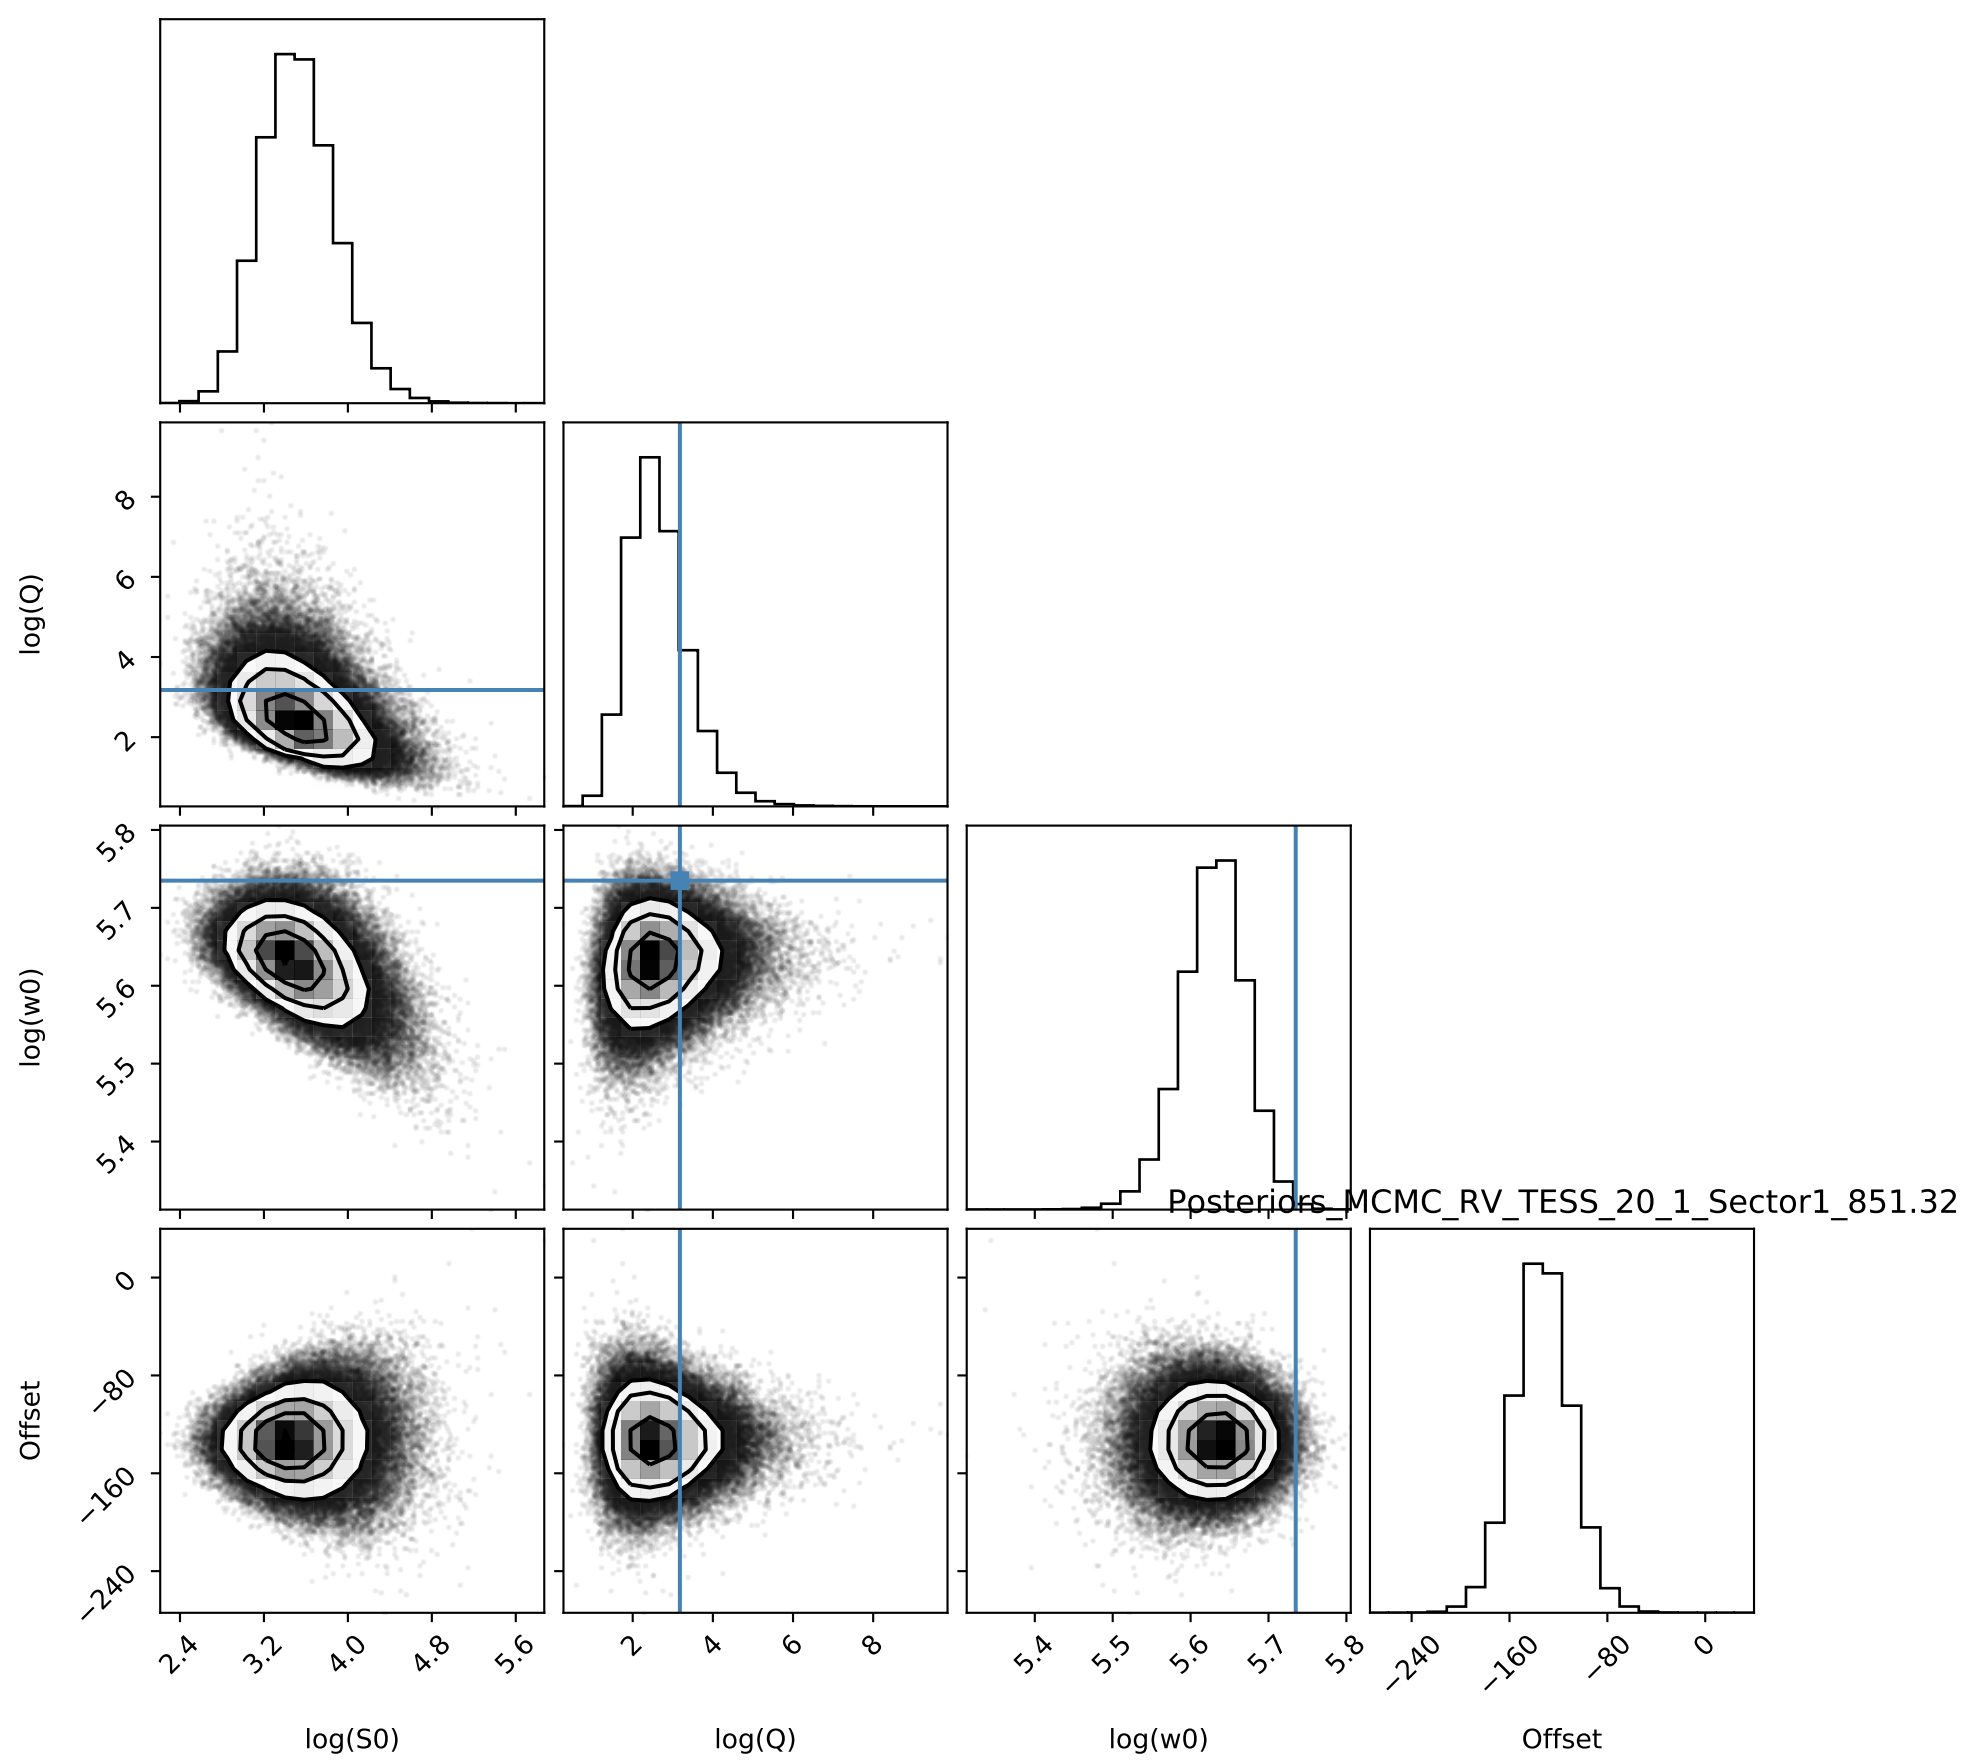 log(Q)
8
6
4
2
log(w0)
5.8
5.7
5.6
5.5
5.4
Posteriors_MCMC_RV_TESS_20_1_Sector1_851.32
Offset
0
−80
−160
−240
2.4 3.2 4.0 4.8 5.6
2 4 6 8
5.4 5.5 5.6 5.7 5.8
−240 −160 −80 0
log(S0) log(Q) log(w0) Offset